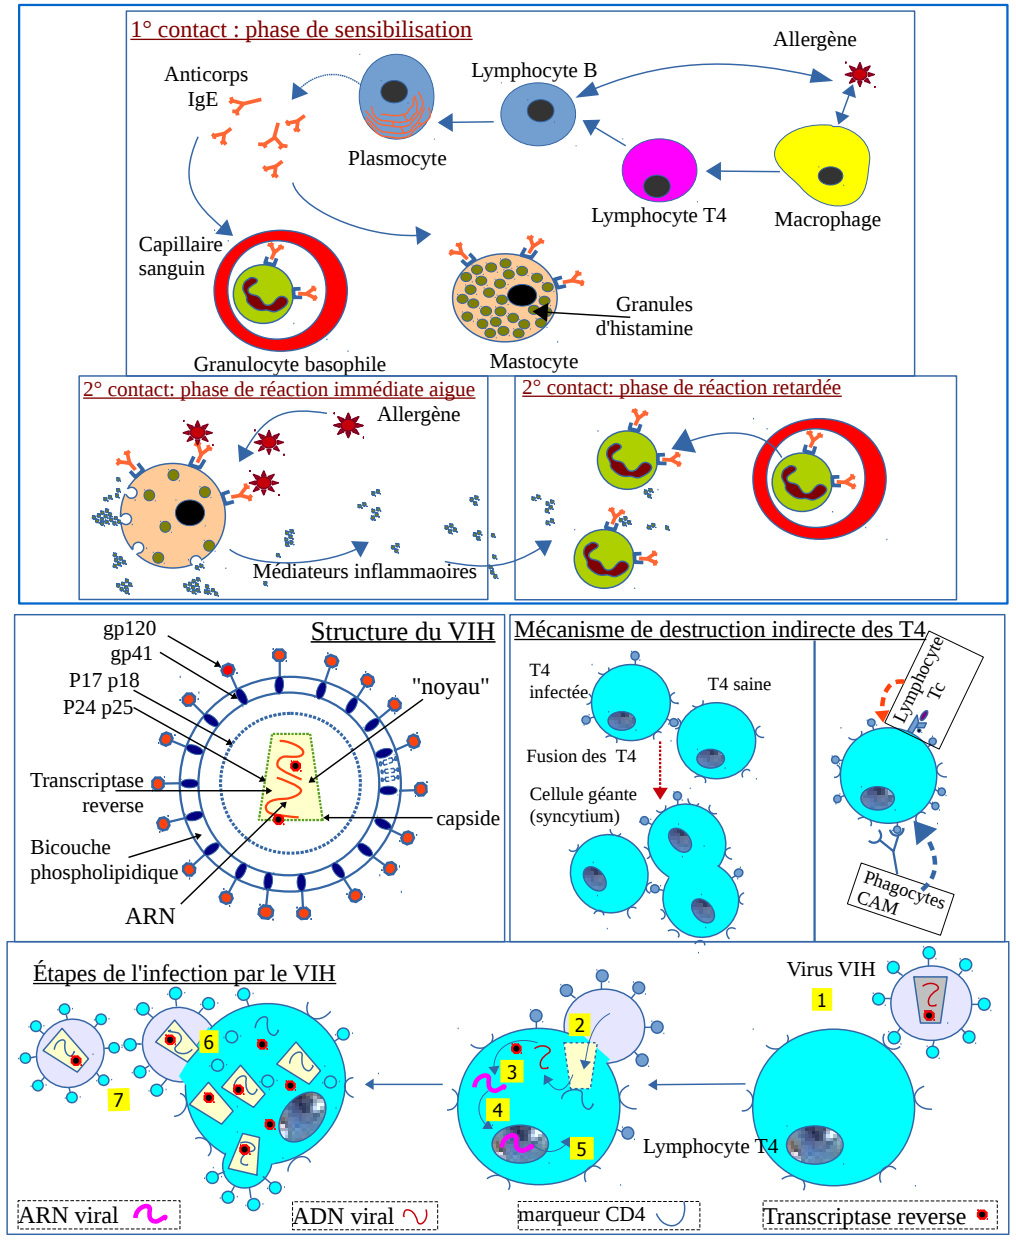 1° contact : phase de sensibilisation
Allergène
Anticorps
IgE
Lymphocyte B
Plasmocyte
Lymphocyte T4
Macrophage
Capillaire
sanguin
Granules
d'histamine
Granulocyte basophile
Mastocyte
2° contact: phase de réaction immédiate aigue
Allergène
Médiateurs inflammaoires
2° contact: phase de réaction retardée
Structure du VIH
gp120
gp41
P17 p18
P24 p25
"noyau"
Transcriptase
reverse
capside
Bicouche
phospholipidique
ARN
Mécanisme de destruction indirecte des T4
T4
infectée
T4 saine
Fusion des T4
Cellule géante
(syncytium)
Lymphocyte
Tc
Phagocytes
CAM
Étapes de l'infection par le VIH
Virus VIH
1
2
3
4
5
6
7
Lymphocyte T4
ARN viral
ADN viral
marqueur CD4
Transcriptase reverse